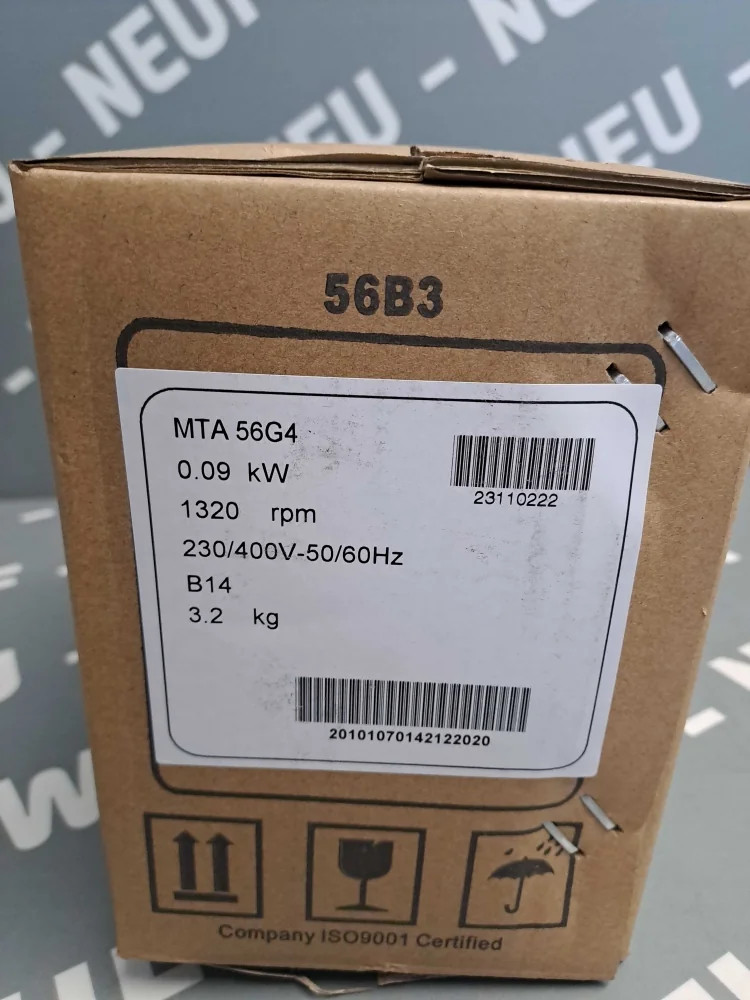 NEUF
NEU -
NEU -
56B3
MTA 56G4
0.09 kW
1320 rpm
230/400V-50/60Hz
B14
3.2 kg
23110222
20101070142122020
Company ISO9001 Certified